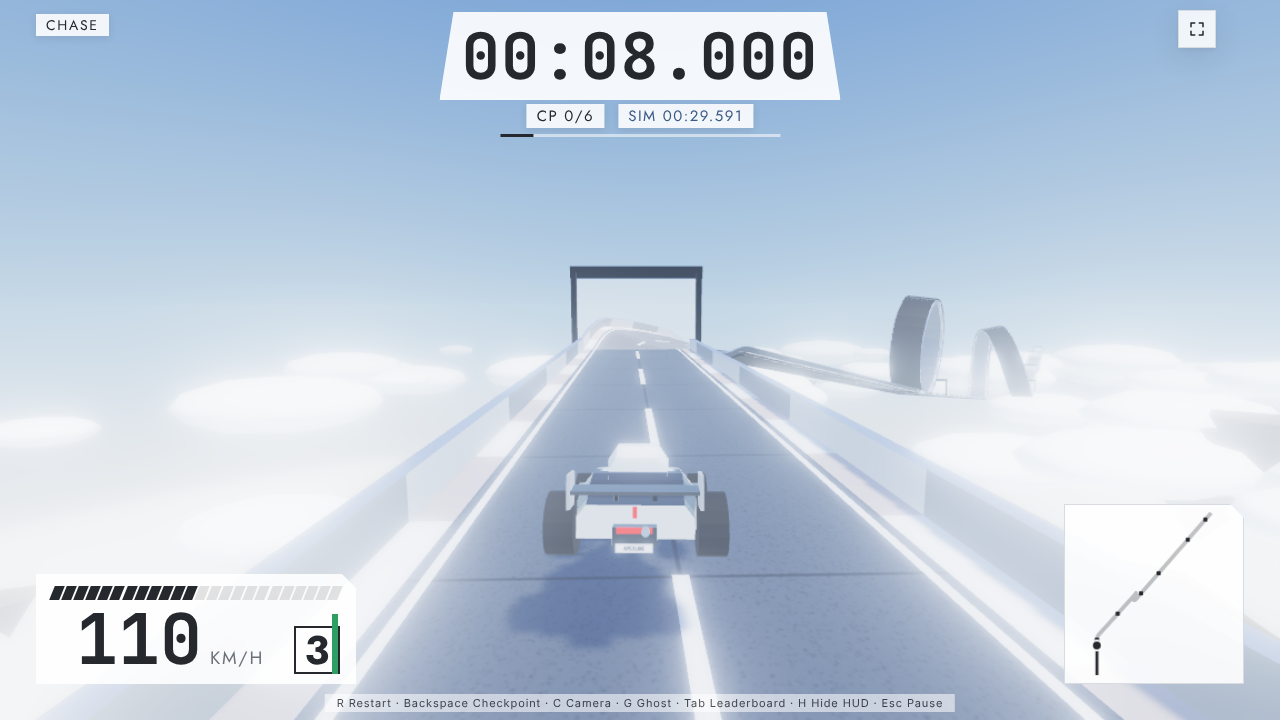 CHASE
00:08.000
CP 0/6
SIM 00:29.591
110 KM/H
3
R Restart · Backspace Checkpoint · C Camera · G Ghost · Tab Leaderboard · H Hide HUD · Esc Pause